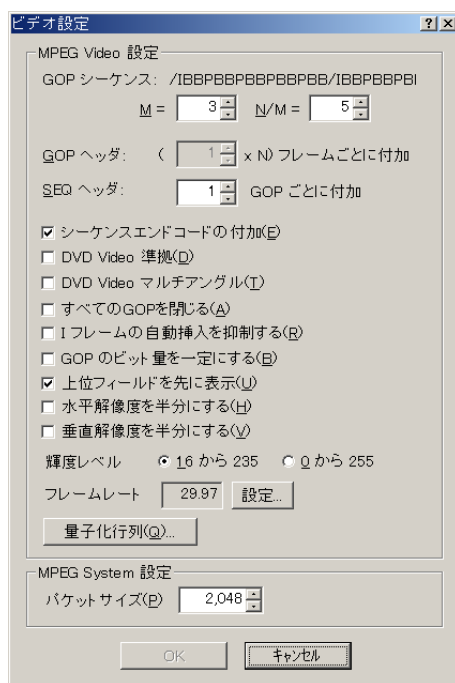 ビデオ設定
MPEG Video 設定
GOP シーケンス: /IBBPBBPBBPBBPBB/IBBPBBPBI
M = 3 N/M = 5
GOP ヘッダ: ( 1 x N) フレームごとに付加
SEQ ヘッダ: 1 GOP ごとに付加
シーケンスエンドコードの付加(E)
DVD Video 準拠(D)
DVD Video マルチアングル(T)
すべてのGOPを閉じる(A)
I フレームの自動挿入を抑制する(R)
GOP のビット量を一定にする(B)
上位フィールドを先に表示(U)
水平解像度を半分にする(H)
垂直解像度を半分にする(V)
輝度レベル 16 から 235 0 から 255
フレームレート 29.97 設定...
量子化行列(Q)...
MPEG System 設定
パケットサイズ(P) 2,048
OK キャンセル